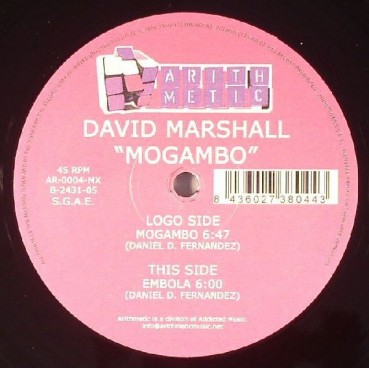 ARITH
METIC
DAVID MARSHALL
"MOGAMBO"
45 RPM
AR-0004-MX
B-2431-05
S.G.A.E.
8 436027 380443
LOGO SIDE
MOGAMBO 6:47
(DANIEL D. FERNANDEZ)
THIS SIDE
EMBOLA 6:00
(DANIEL D. FERNANDEZ)
Arithmetic is a division of Addicted Music.
info@arithmeticmusic.net